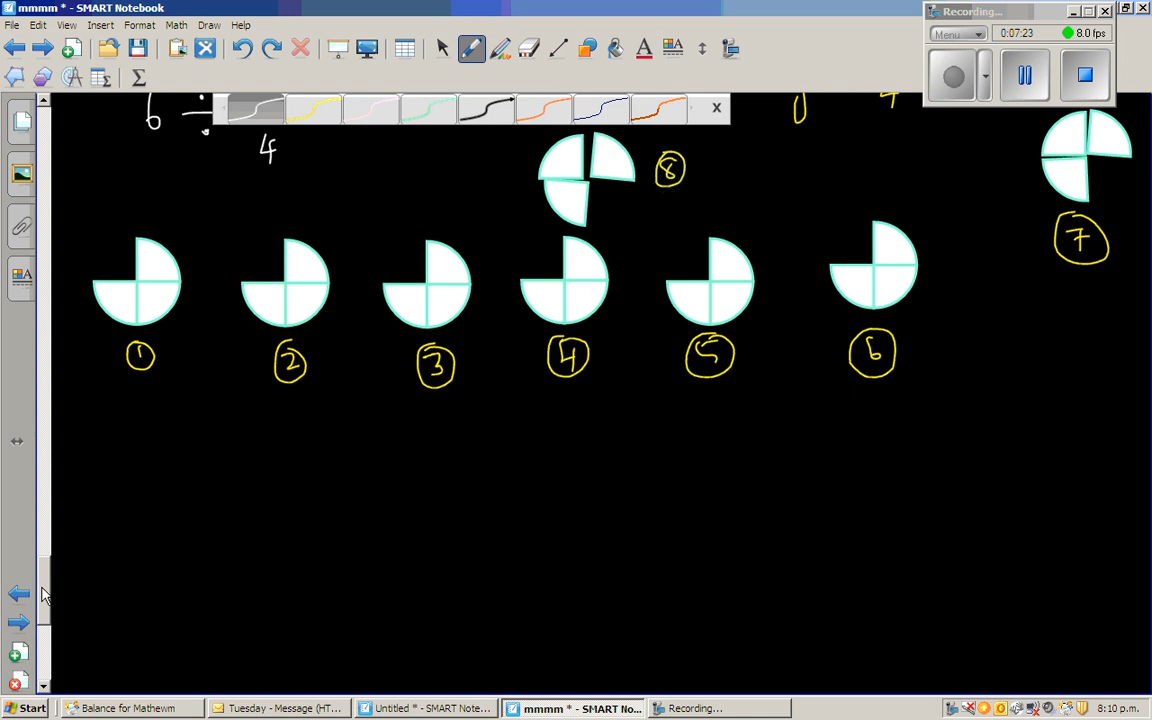 mmmm * - SMART Notebook
File Edit View Insert Format Math Draw Help
Recording...
Menu
0:07:23
8.0 fps
6 ÷
4
8
7
1
2
3
4
5
6
Start
Balance for Mathewm
Tuesday - Message (HT...
Untitled * - SMART Note...
mmmm * - SMART No...
Recording...
8:10 p.m.